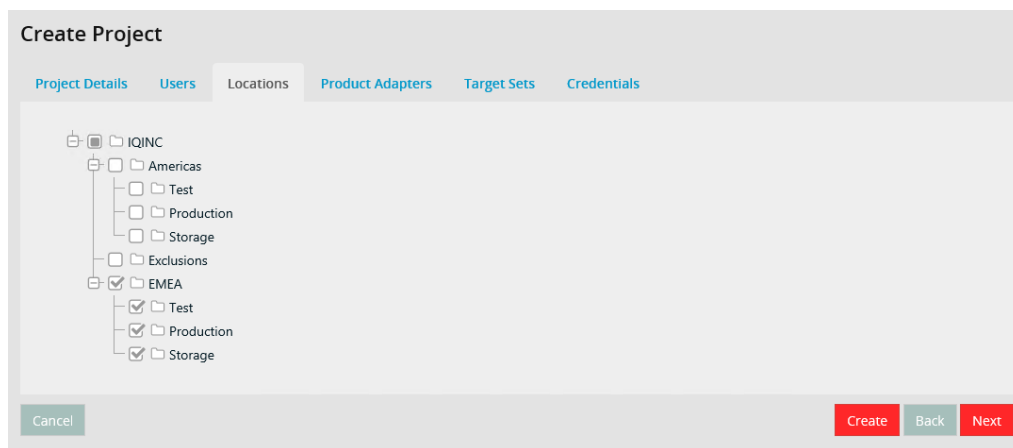 Create Project
Project Details Users Locations Product Adapters Target Sets Credentials
IQINC
Americas
Test
Production
Storage
Exclusions
EMEA
Test
Production
Storage
Cancel Create Back Next